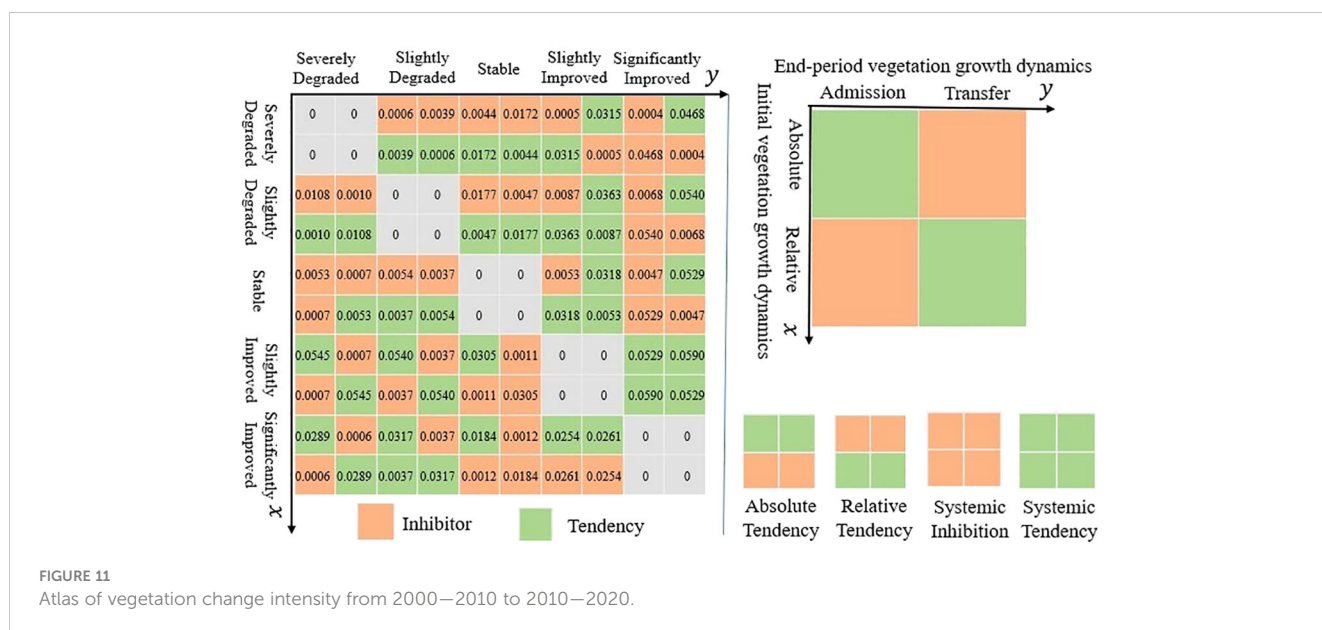 Severely Degraded
Slightly Degraded
Stable
Slightly Improved
Significantly Improved
y
Severely Degraded
0 0 0.0006 0.0039 0.0044 0.0172 0.0005 0.0315 0.0004 0.0468
0 0 0.0039 0.0006 0.0172 0.0044 0.0315 0.0005 0.0468 0.0004
Slightly Degraded
0.0108 0.0010 0 0 0.0177 0.0047 0.0087 0.0363 0.0068 0.0540
0.0010 0.0108 0 0 0.0047 0.0177 0.0363 0.0087 0.0540 0.0068
Stable
0.0053 0.0007 0.0054 0.0037 0 0 0.0053 0.0318 0.0047 0.0529
0.0007 0.0053 0.0037 0.0054 0 0 0.0318 0.0053 0.0529 0.0047
Slightly Improved
0.0545 0.0007 0.0540 0.0037 0.0305 0.0011 0 0 0.0529 0.0590
0.0007 0.0545 0.0037 0.0540 0.0011 0.0305 0 0 0.0590 0.0529
Significantly Improved
0.0289 0.0006 0.0317 0.0037 0.0184 0.0012 0.0254 0.0261 0 0
0.0006 0.0289 0.0037 0.0317 0.0012 0.0184 0.0261 0.0254 0 0
x
Inhibitor
Tendency
End-period vegetation growth dynamics
Admission Transfer
y
Initial vegetation growth dynamics
Absolute
Relative
x
Absolute Tendency
Relative Tendency
Systemic Inhibition
Systemic Tendency
FIGURE 11
Atlas of vegetation change intensity from 2000—2010 to 2010—2020.